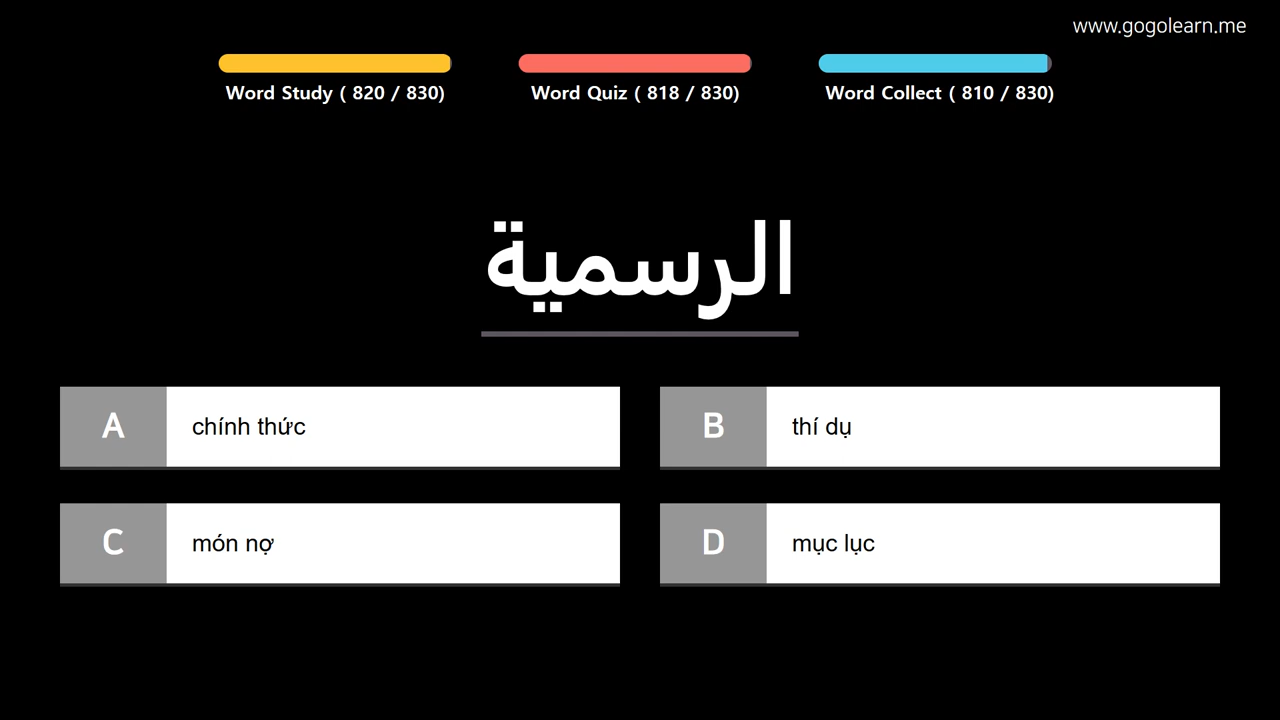 www.gogolearn.me
Word Study ( 820 / 830)
Word Quiz ( 818 / 830)
Word Collect ( 810 / 830)
الرسمية
A
chính thức
B
thí dụ
C
món nợ
D
mục lục